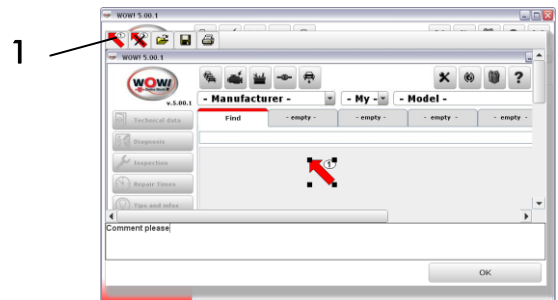 WOW! 5.00.1
1
WOW! 5.00.1
WOW!
v.5.00.1
- Manufacturer -
- My -
- Model -
Technical data
Find
- empty -
- empty -
- empty -
- empty -
Diagnosis
Inspection
1
Repair Times
Tips and infos
Comment please
OK